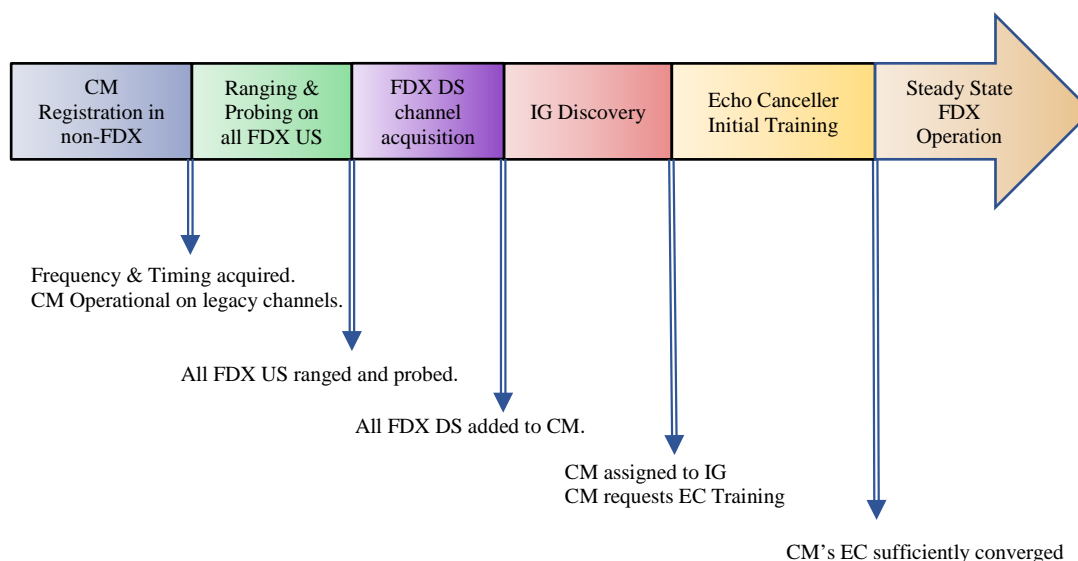 CM
Registration in
non-FDX
Ranging &
Probing on
all FDX US
FDX DS
channel
acquisition
IG Discovery
Echo Canceller
Initial Training
Steady State
FDX
Operation
Frequency & Timing acquired.
CM Operational on legacy channels.
All FDX US ranged and probed.
All FDX DS added to CM.
CM assigned to IG
CM requests EC Training
CM’s EC sufficiently converged